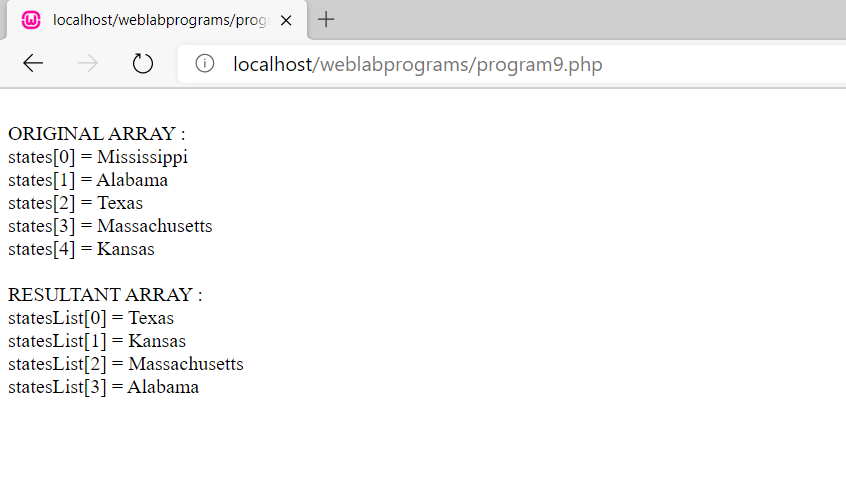 localhost/weblabprograms/prog
localhost/weblabprograms/program9.php
ORIGINAL ARRAY :
states[0] = Mississippi
states[1] = Alabama
states[2] = Texas
states[3] = Massachusetts
states[4] = Kansas
RESULTANT ARRAY :
statesList[0] = Texas
statesList[1] = Kansas
statesList[2] = Massachusetts
statesList[3] = Alabama